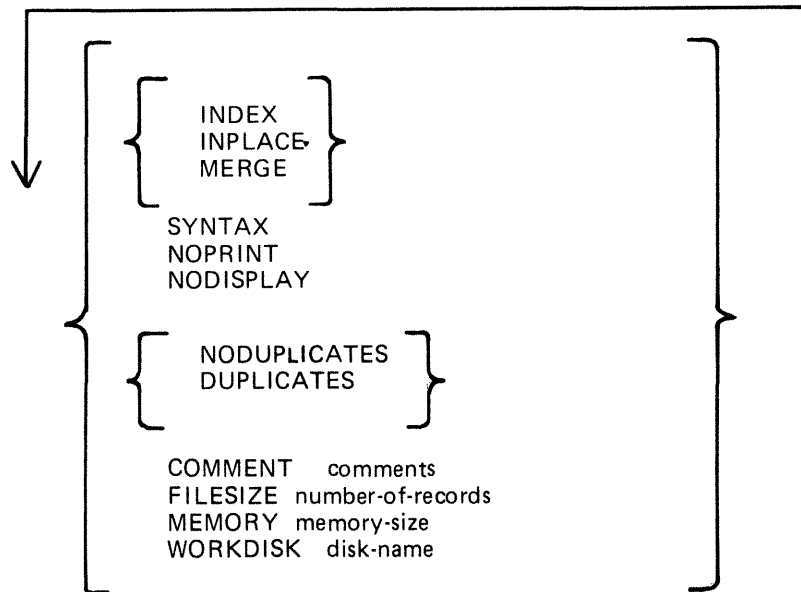 INDEX
INPLACE
MERGE
SYNTAX
NOPRINT
NODISPLAY
NODUPLICATES
DUPLICATES
COMMENT comments
FILESIZE number-of-records
MEMORY memory-size
WORKDISK disk-name